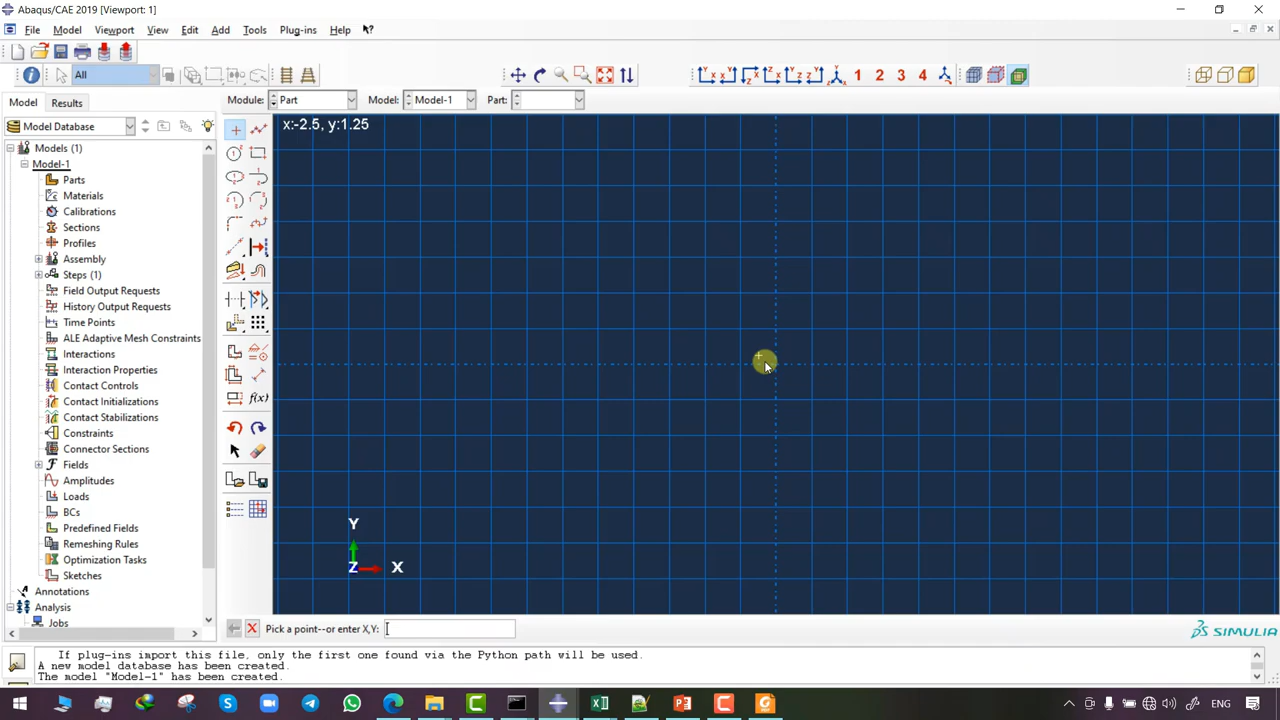 Abaqus/CAE 2019 [Viewport: 1]
File Model Viewport View Edit Add Tools Plug-ins Help
All
1 2 3 4
Model Results
Module: Part Model: Model-1 Part:
Model Database
x:-2.5, y:1.25
Models (1)
Model-1
Parts
Materials
Calibrations
Sections
Profiles
Assembly
Steps (1)
Field Output Requests
History Output Requests
Time Points
ALE Adaptive Mesh Constraints
Interactions
Interaction Properties
Contact Controls
Contact Initializations
Contact Stabilizations
Constraints
Connector Sections
Fields
Amplitudes
Loads
BCs
Predefined Fields
Remeshing Rules
Optimization Tasks
Sketches
Annotations
Analysis
Jobs
f(x)
Y
Z X
Pick a point--or enter X,Y:
SIMULIA
If plug-ins import this file, only the first one found via the Python path will be used.
A new model database has been created.
The model "Model-1" has been created.
ENG